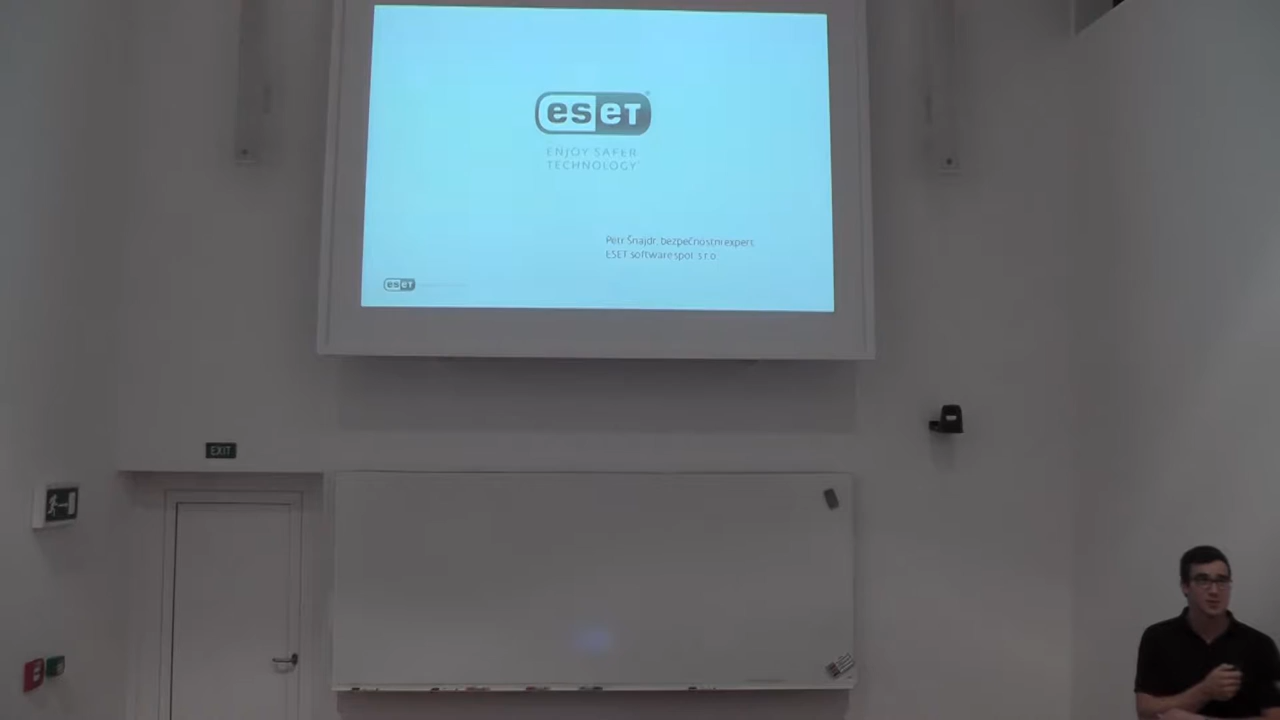 eseT
ENJOY SAFER
TECHNOLOGY
Petr Šnajdr, bezpečnostní expert
ESET software spol. s r.o.
eseT
EXIT